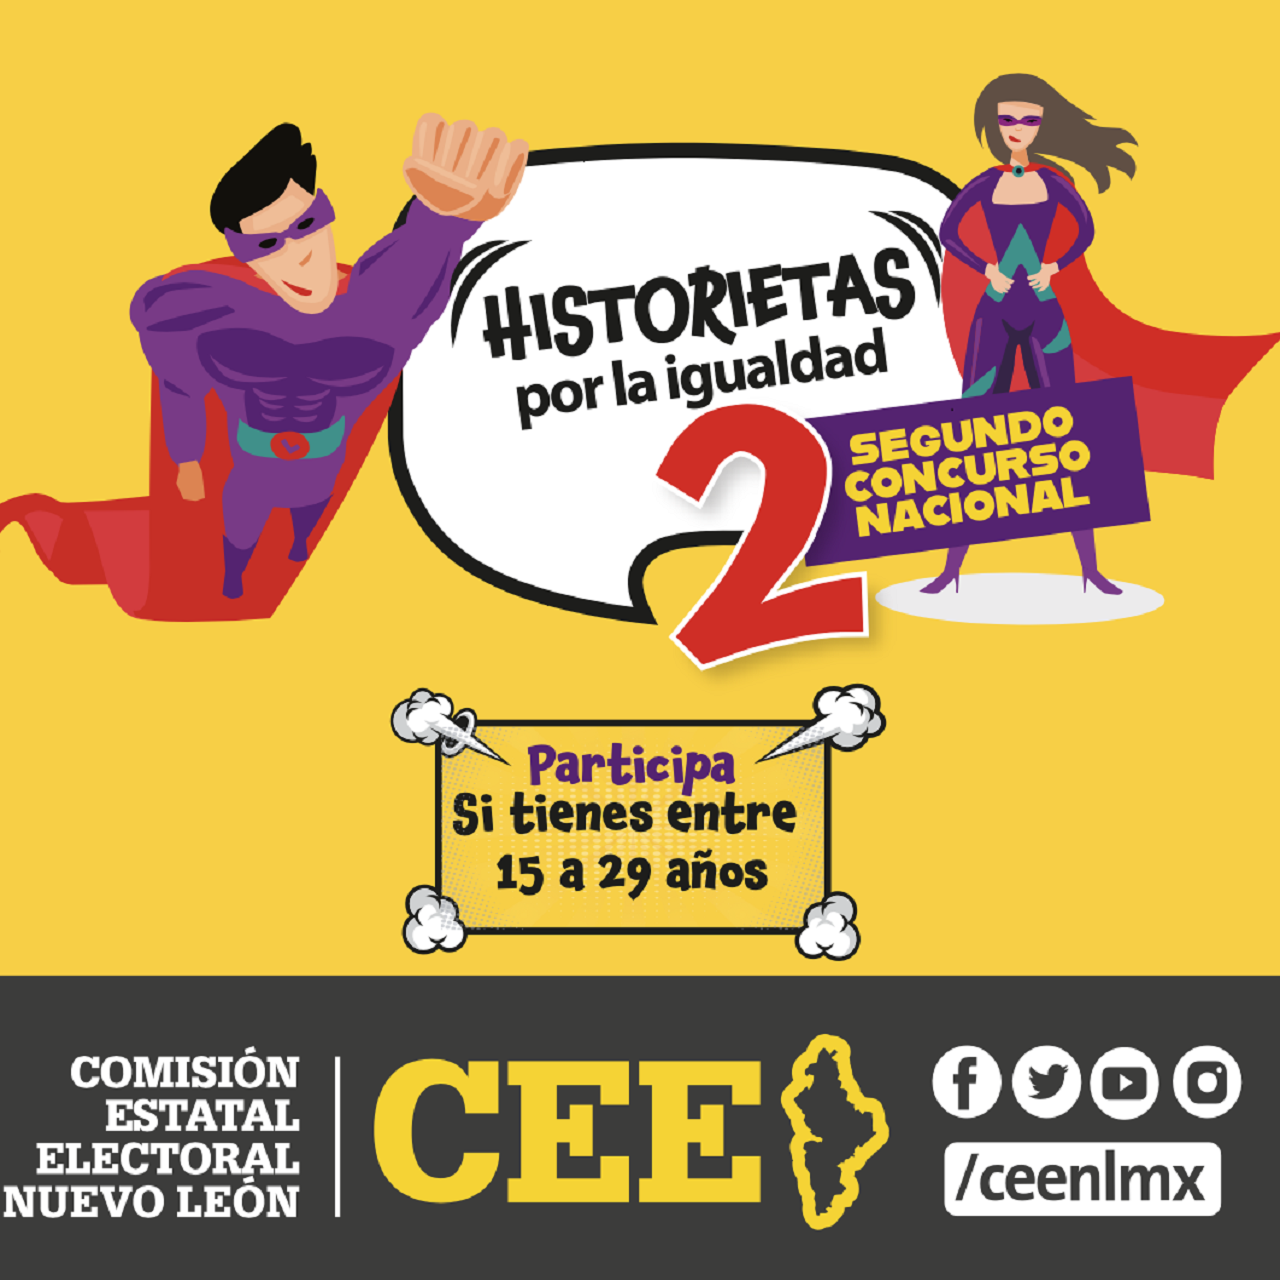 HISTORIETAS
por la igualdad
2
SEGUNDO
CONCURSO
NACIONAL
Participa
Si tienes entre
15 a 29 años
COMISIÓN
ESTATAL
ELECTORAL
NUEVO LEÓN
CEE
/ceenlmx